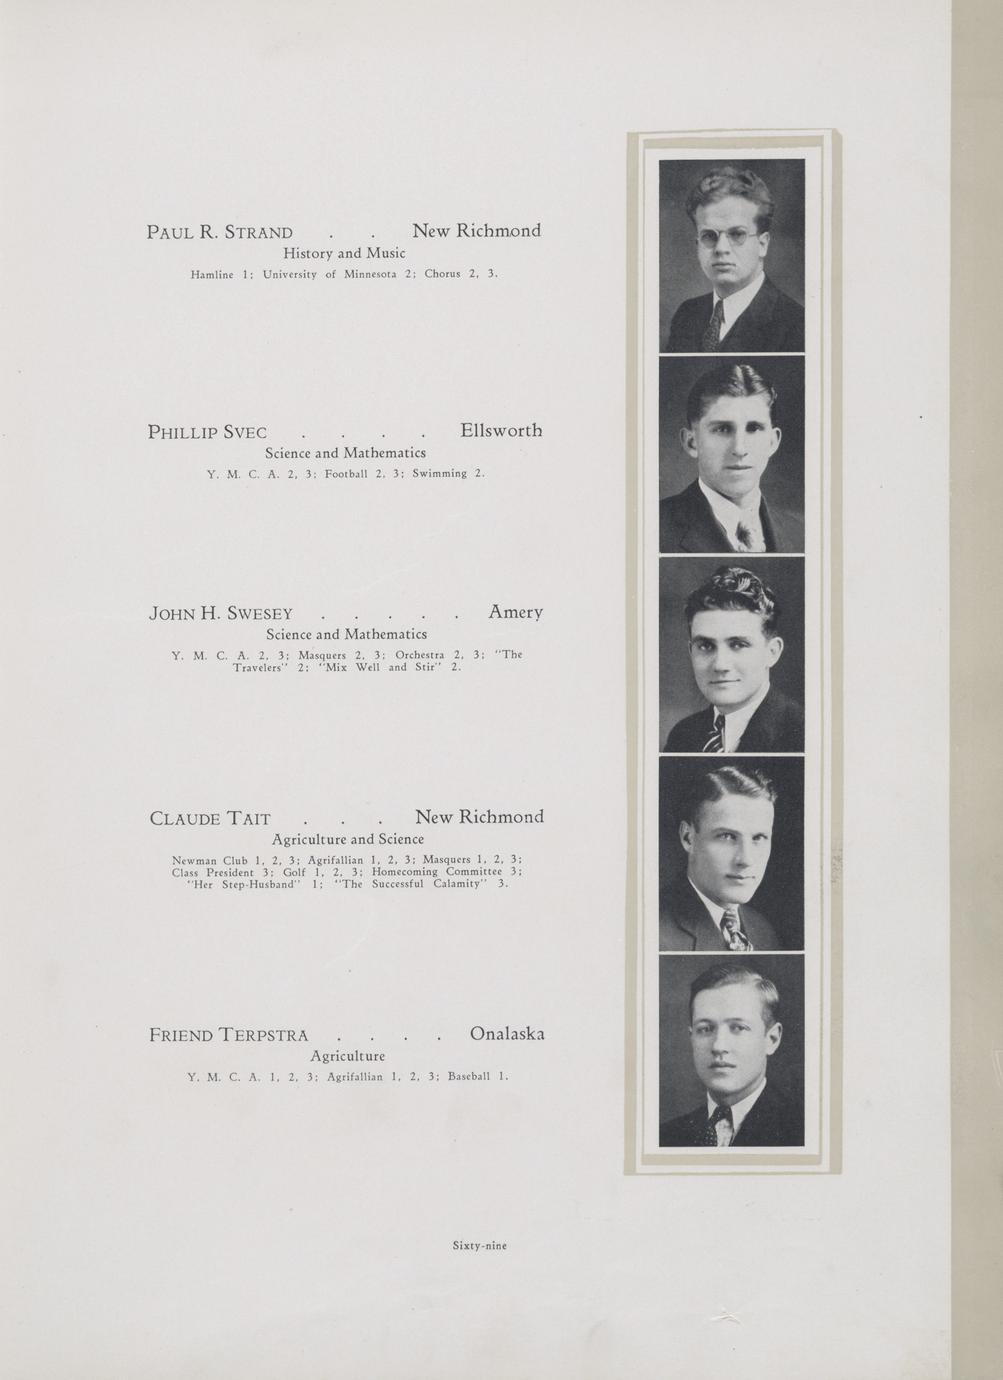 PAUL R. STRAND . . New Richmond
History and Music
Hamline 1; University of Minnesota 2; Chorus 2, 3.
PHILLIP SVEC . . . . Ellsworth
Science and Mathematics
Y. M. C. A. 2, 3; Football 2, 3; Swimming 2.
JOHN H. SWESEY . . . . . Amery
Science and Mathematics
Y. M. C. A. 2, 3; Masquers 2, 3; Orchestra 2, 3; "The
Travelers" 2; "Mix Well and Stir" 2.
CLAUDE TAIT . . . New Richmond
Agriculture and Science
Newman Club 1, 2, 3; Agrifallian 1, 2, 3; Masquers 1, 2, 3;
Class President 3; Golf 1, 2, 3; Homecoming Committee 3;
"Her Step-Husband" 1; "The Successful Calamity" 3.
FRIEND TERPSTRA . . . . Onalaska
Agriculture
Y. M. C. A. 1, 2, 3; Agrifallian 1, 2, 3; Baseball 1.
Sixty-nine